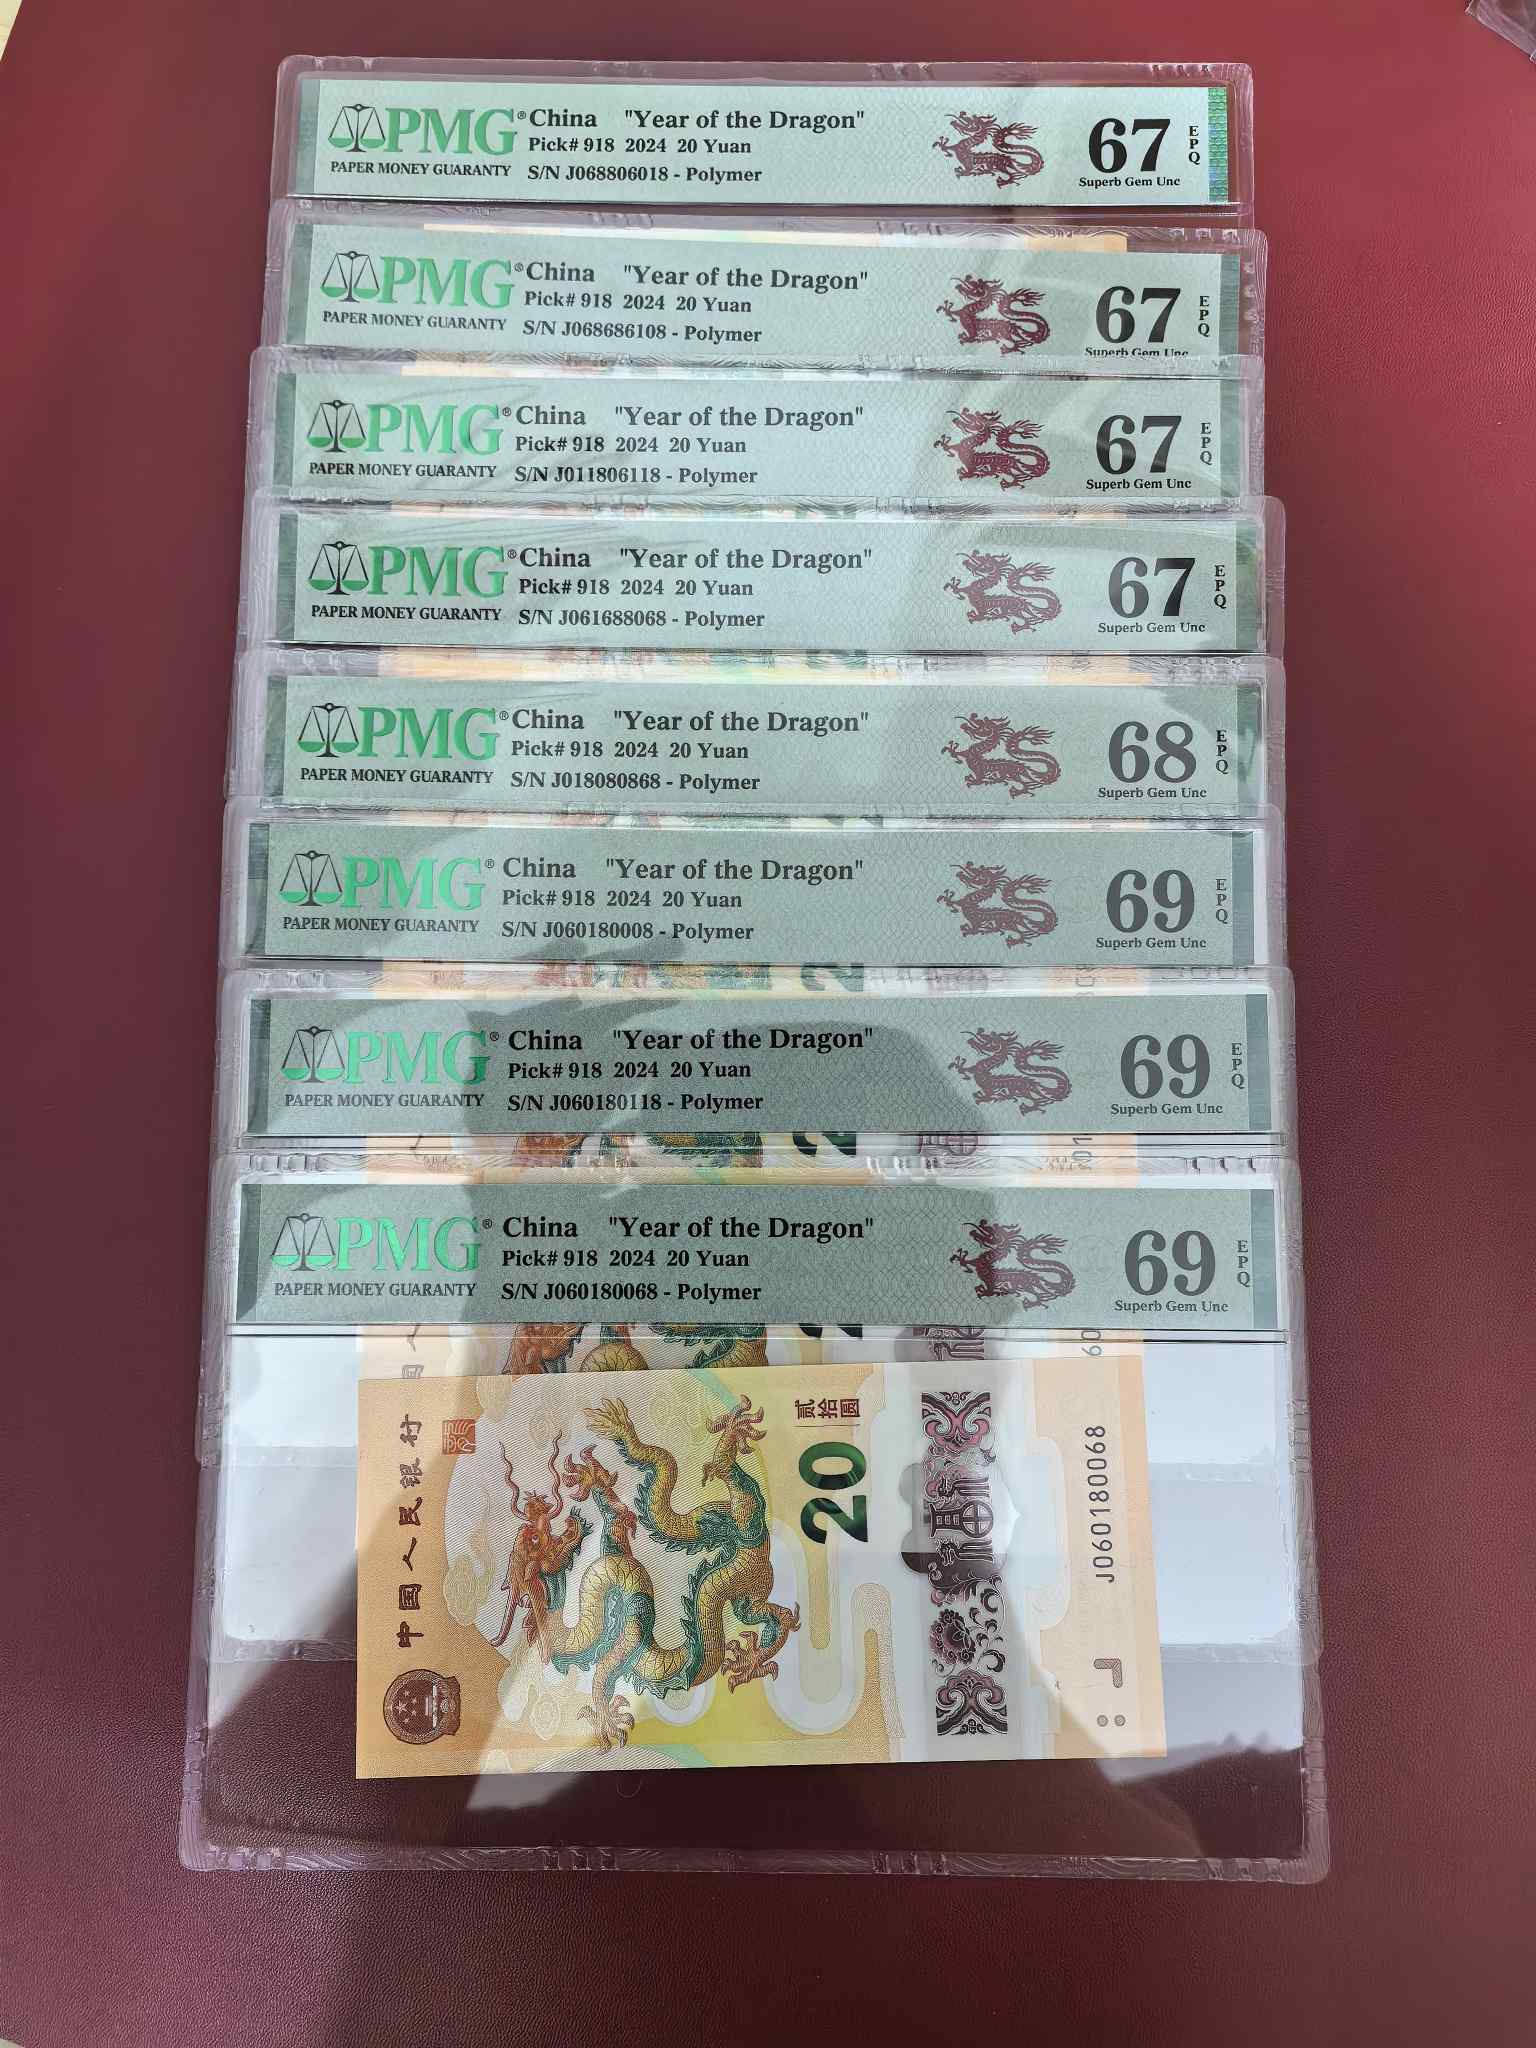 PMG® China "Year of the Dragon"
Pick# 918 2024 20 Yuan
PAPER MONEY GUARANTY S/N J068806018 - Polymer
67 EPQ
Superb Gem Unc
PMG® China "Year of the Dragon"
Pick# 918 2024 20 Yuan
PAPER MONEY GUARANTY S/N J068686108 - Polymer
67 EPQ
Superb Gem Unc
PMG® China "Year of the Dragon"
Pick# 918 2024 20 Yuan
PAPER MONEY GUARANTY S/N J011806118 - Polymer
67 EPQ
Superb Gem Unc
PMG® China "Year of the Dragon"
Pick# 918 2024 20 Yuan
PAPER MONEY GUARANTY S/N J061688068 - Polymer
67 EPQ
Superb Gem Unc
PMG® China "Year of the Dragon"
Pick# 918 2024 20 Yuan
PAPER MONEY GUARANTY S/N J018080868 - Polymer
68 EPQ
Superb Gem Unc
PMG® China "Year of the Dragon"
Pick# 918 2024 20 Yuan
PAPER MONEY GUARANTY S/N J060180008 - Polymer
69 EPQ
Superb Gem Unc
PMG® China "Year of the Dragon"
Pick# 918 2024 20 Yuan
PAPER MONEY GUARANTY S/N J060180118 - Polymer
69 EPQ
Superb Gem Unc
PMG® China "Year of the Dragon"
Pick# 918 2024 20 Yuan
PAPER MONEY GUARANTY S/N J060180068 - Polymer
69 EPQ
Superb Gem Unc
中国人民银行
20
贰拾圆
J060180068